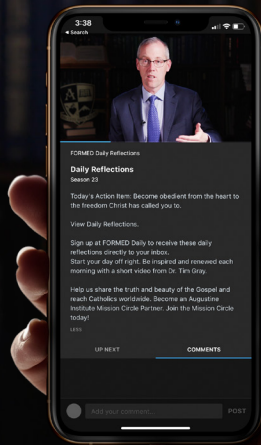 3:38
◀ Search
FORMED Daily Reflections
Daily Reflections
Season 23
Today's Action Item: Become obedient from the heart to
the freedom Christ has called you to.
View Daily Reflections.
Sign up at FORMED Daily to receive these daily
reflections directly to your inbox.
Start your day off right. Be inspired and renewed each
morning with a short video from Dr. Tim Gray.
Help us share the truth and beauty of the Gospel and
reach Catholics worldwide. Become an Augustine
Institute Mission Circle Partner. Join the Mission Circle
today!
LESS
UP NEXT
COMMENTS
Add your comment...
POST